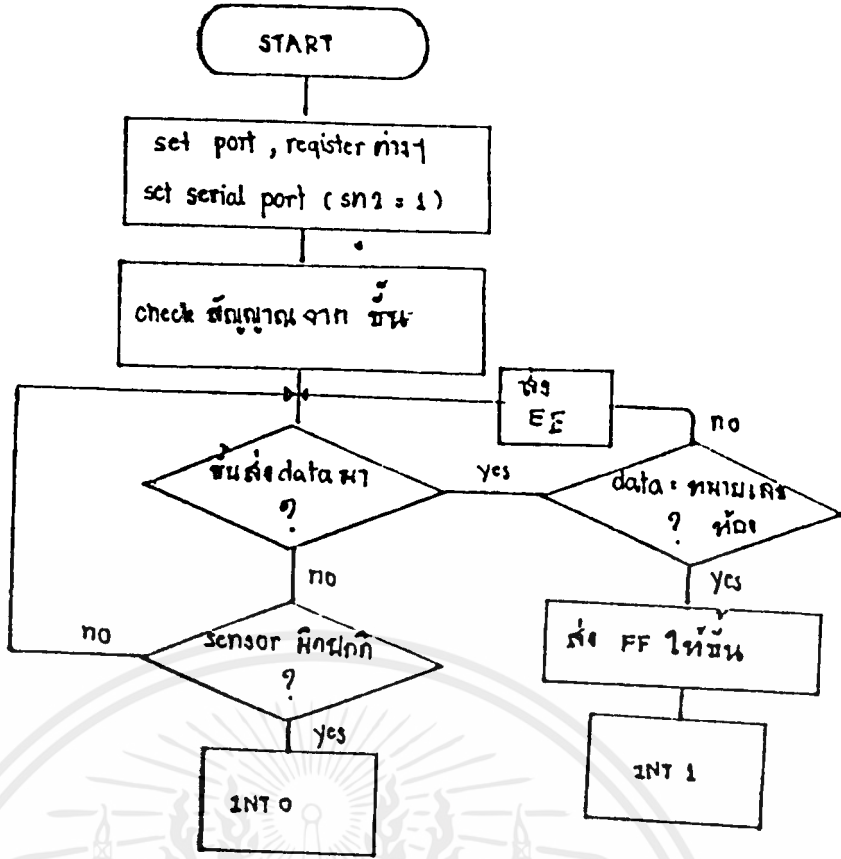 START
set port , register ต่างๆ
set serial port ( sm2 = 1 )
check สัญญาณ จาก ชั้น
ส่ง
EE
no
ชั้นส่ง data มา
?
yes
data = หมายเลข
? ห้อง
no
yes
no
sensor ผิดปกติ
?
ส่ง FF ให้ชั้น
yes
INT 0
INT 1